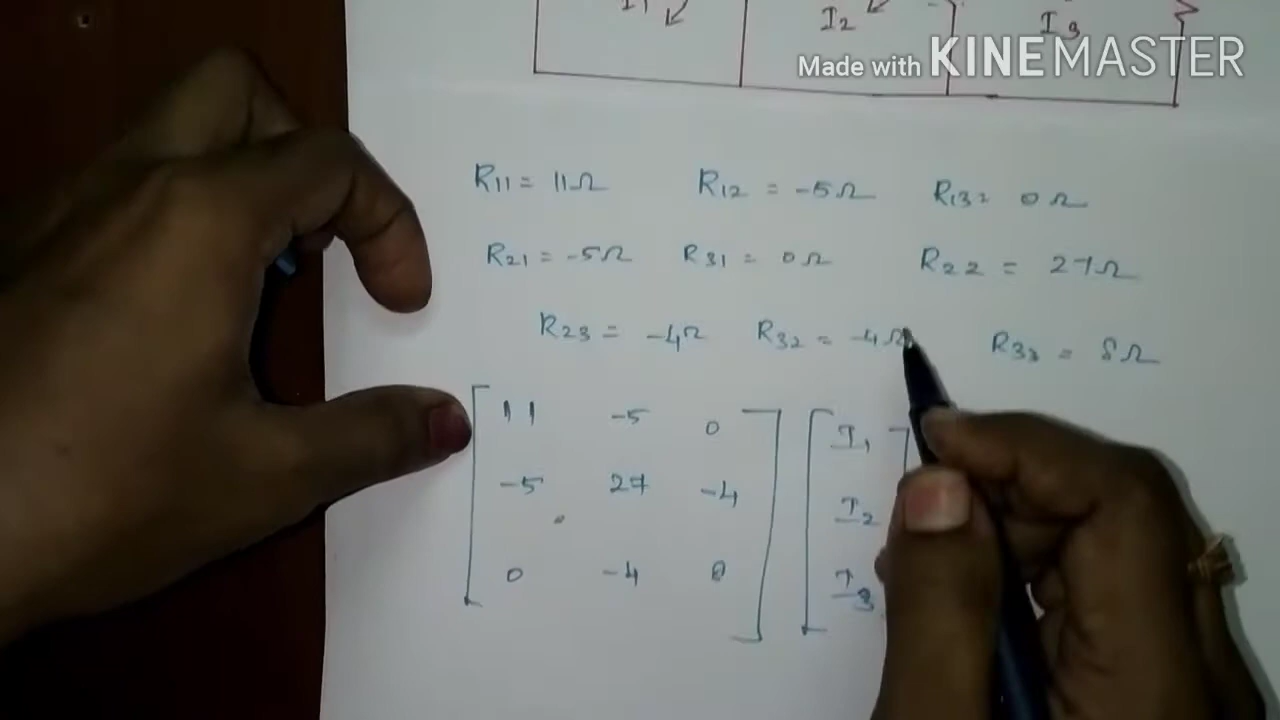 I1 I2 I3
Made with KINEMASTER
R11 = 11Ω R12 = -5Ω R13= 0Ω
R21 = -5Ω R31 = 0Ω R22 = 27Ω
R23 = -4Ω R32 = -4Ω R33 = 8Ω
11 -5 0 I1
-5 27 -4 I2
0 -4 8 I3